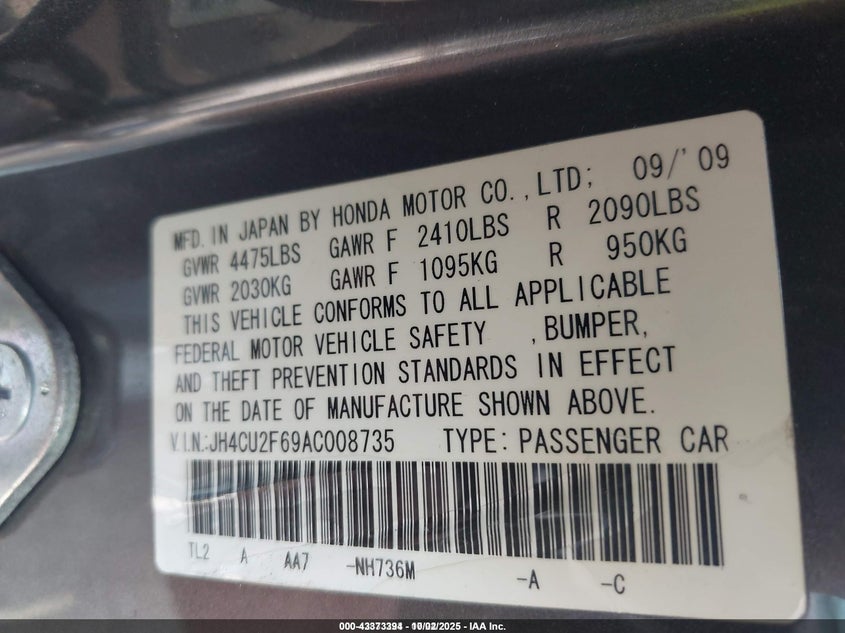 MFD. IN JAPAN BY HONDA MOTOR CO., LTD; 09/'09
GVWR 4475LBS GAWR F 2410LBS R 2090LBS
GVWR 2030KG GAWR F 1095KG R 950KG
THIS VEHICLE CONFORMS TO ALL APPLICABLE
FEDERAL MOTOR VEHICLE SAFETY , BUMPER,
AND THEFT PREVENTION STANDARDS IN EFFECT
ON THE DATE OF MANUFACTURE SHOWN ABOVE.
V.I.N.:JH4CU2F69AC008735 TYPE: PASSENGER CAR
TL2 A AA7 -NH736M -A -C
- IAA Inc.